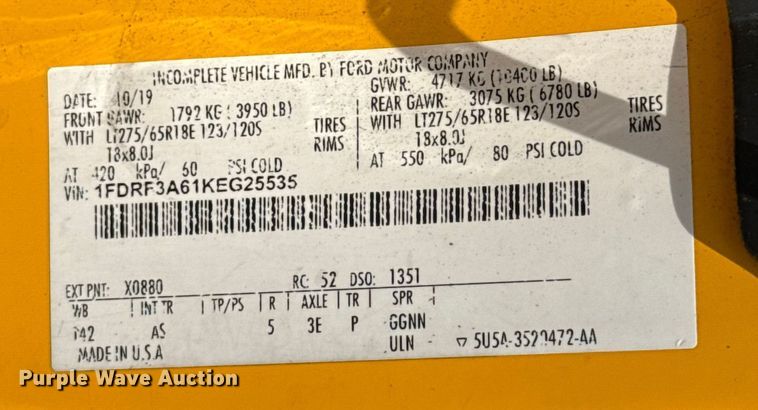 INCOMPLETE VEHICLE MFD. BY FORD MOTOR COMPANY
DATE: 10/19 GVWR: 4717 KG (10400 LB)
FRONT GAWR: 1792 KG (3950 LB) REAR GAWR: 3075 KG (6780 LB)
WITH LT275/65R18E 123/120S TIRES WITH LT275/65R18E 123/120S TIRES
18x8.0J RIMS 18x8.0J RIMS
AT 420 kPa/ 60 PSI COLD AT 550 kPa/ 80 PSI COLD
VIN: 1FDRF3A61KEG25535
EXT PNT: X0880 RC: 52 DSO: 1351
WB INT TR TP/PS R AXLE TR SPR
142 AS 5 3E P GGNN
MADE IN U.S.A ULN ▽ 5U5A-3520472-AA
Purple Wave Auction